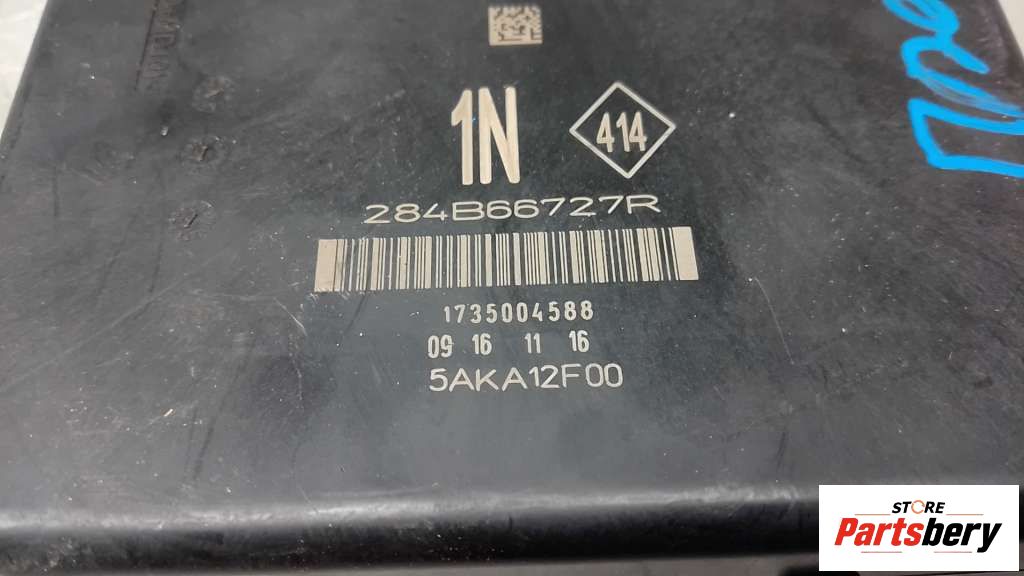 1N
414
284B66727R
1735004588
09 16 11 16
5AKA12F00
STORE
Partsbery